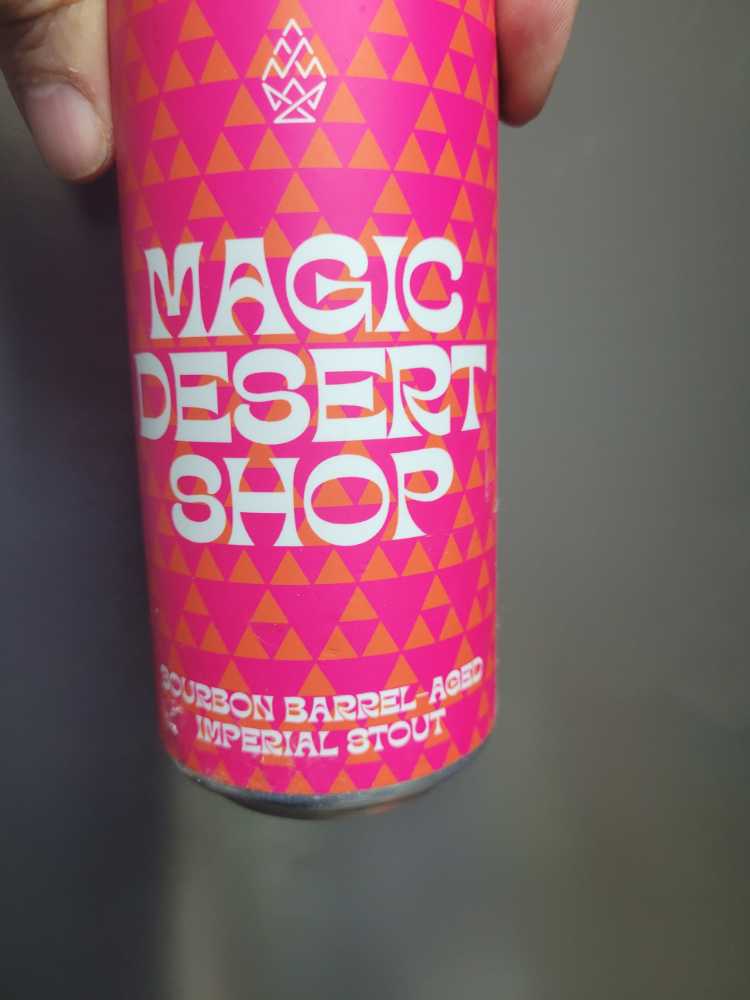 MAGIC
DESERT
SHOP
BOURBON BARREL-AGED
IMPERIAL STOUT